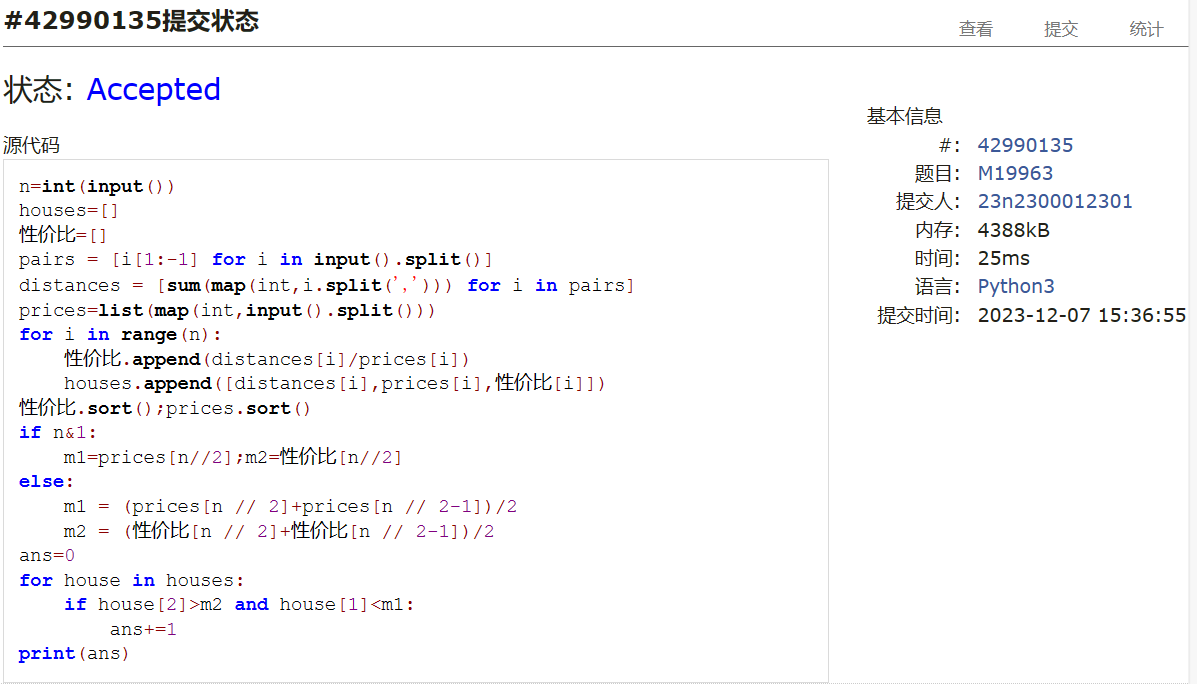 #42990135提交状态
查看 提交 统计
状态: Accepted
源代码
n=int(input())
houses=[]
性价比=[]
pairs = [i[1:-1] for i in input().split()]
distances = [sum(map(int,i.split(','))) for i in pairs]
prices=list(map(int,input().split()))
for i in range(n):
    性价比.append(distances[i]/prices[i])
    houses.append([distances[i],prices[i],性价比[i]])
性价比.sort();prices.sort()
if n&1:
    m1=prices[n//2];m2=性价比[n//2]
else:
    m1 = (prices[n // 2]+prices[n // 2-1])/2
    m2 = (性价比[n // 2]+性价比[n // 2-1])/2
ans=0
for house in houses:
    if house[2]>m2 and house[1]<m1:
        ans+=1
print(ans)
基本信息
#: 42990135
题目: M19963
提交人: 23n2300012301
内存: 4388kB
时间: 25ms
语言: Python3
提交时间: 2023-12-07 15:36:55